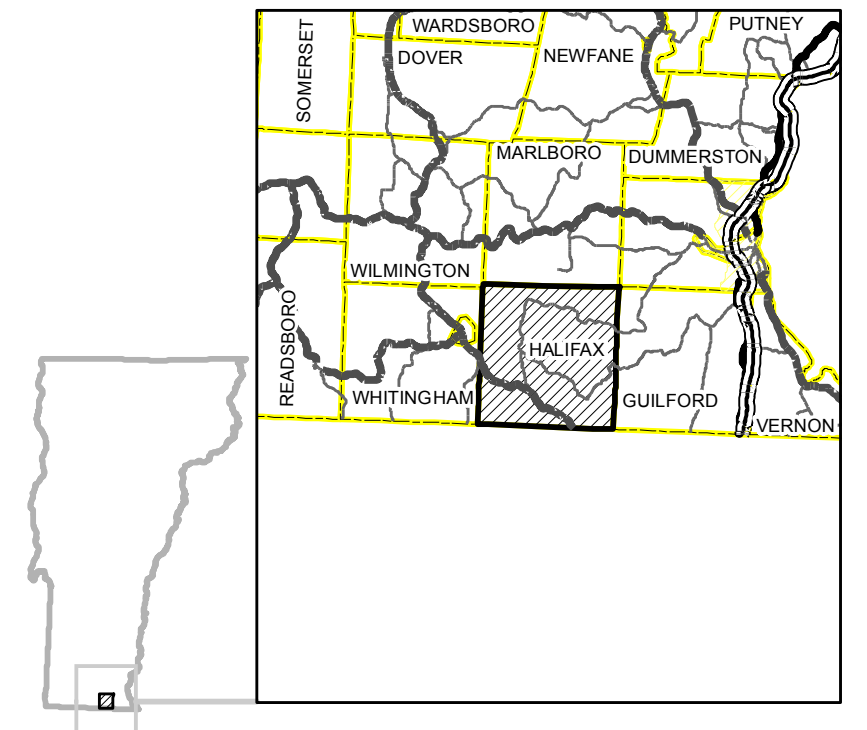 WARDSBORO
PUTNEY
SOMERSET
DOVER
NEWFANE
MARLBORO
DUMMERSTON
WILMINGTON
READSBORO
HALIFAX
WHITINGHAM
GUILFORD
VERNON